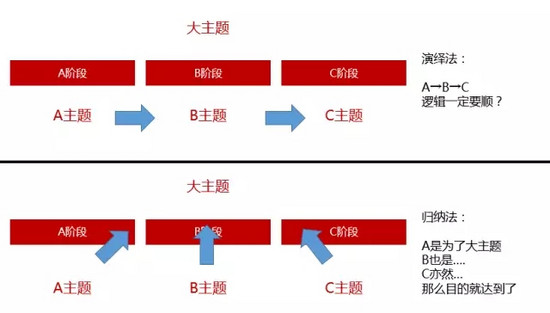 大主题
A阶段
B阶段
C阶段
A主题
B主题
C主题
演绎法：
A→B→C
逻辑一定要顺？
大主题
A阶段
B阶段
C阶段
A主题
B主题
C主题
归纳法：
A是为了大主题
B也是....
C亦然...
那么目的就达到了